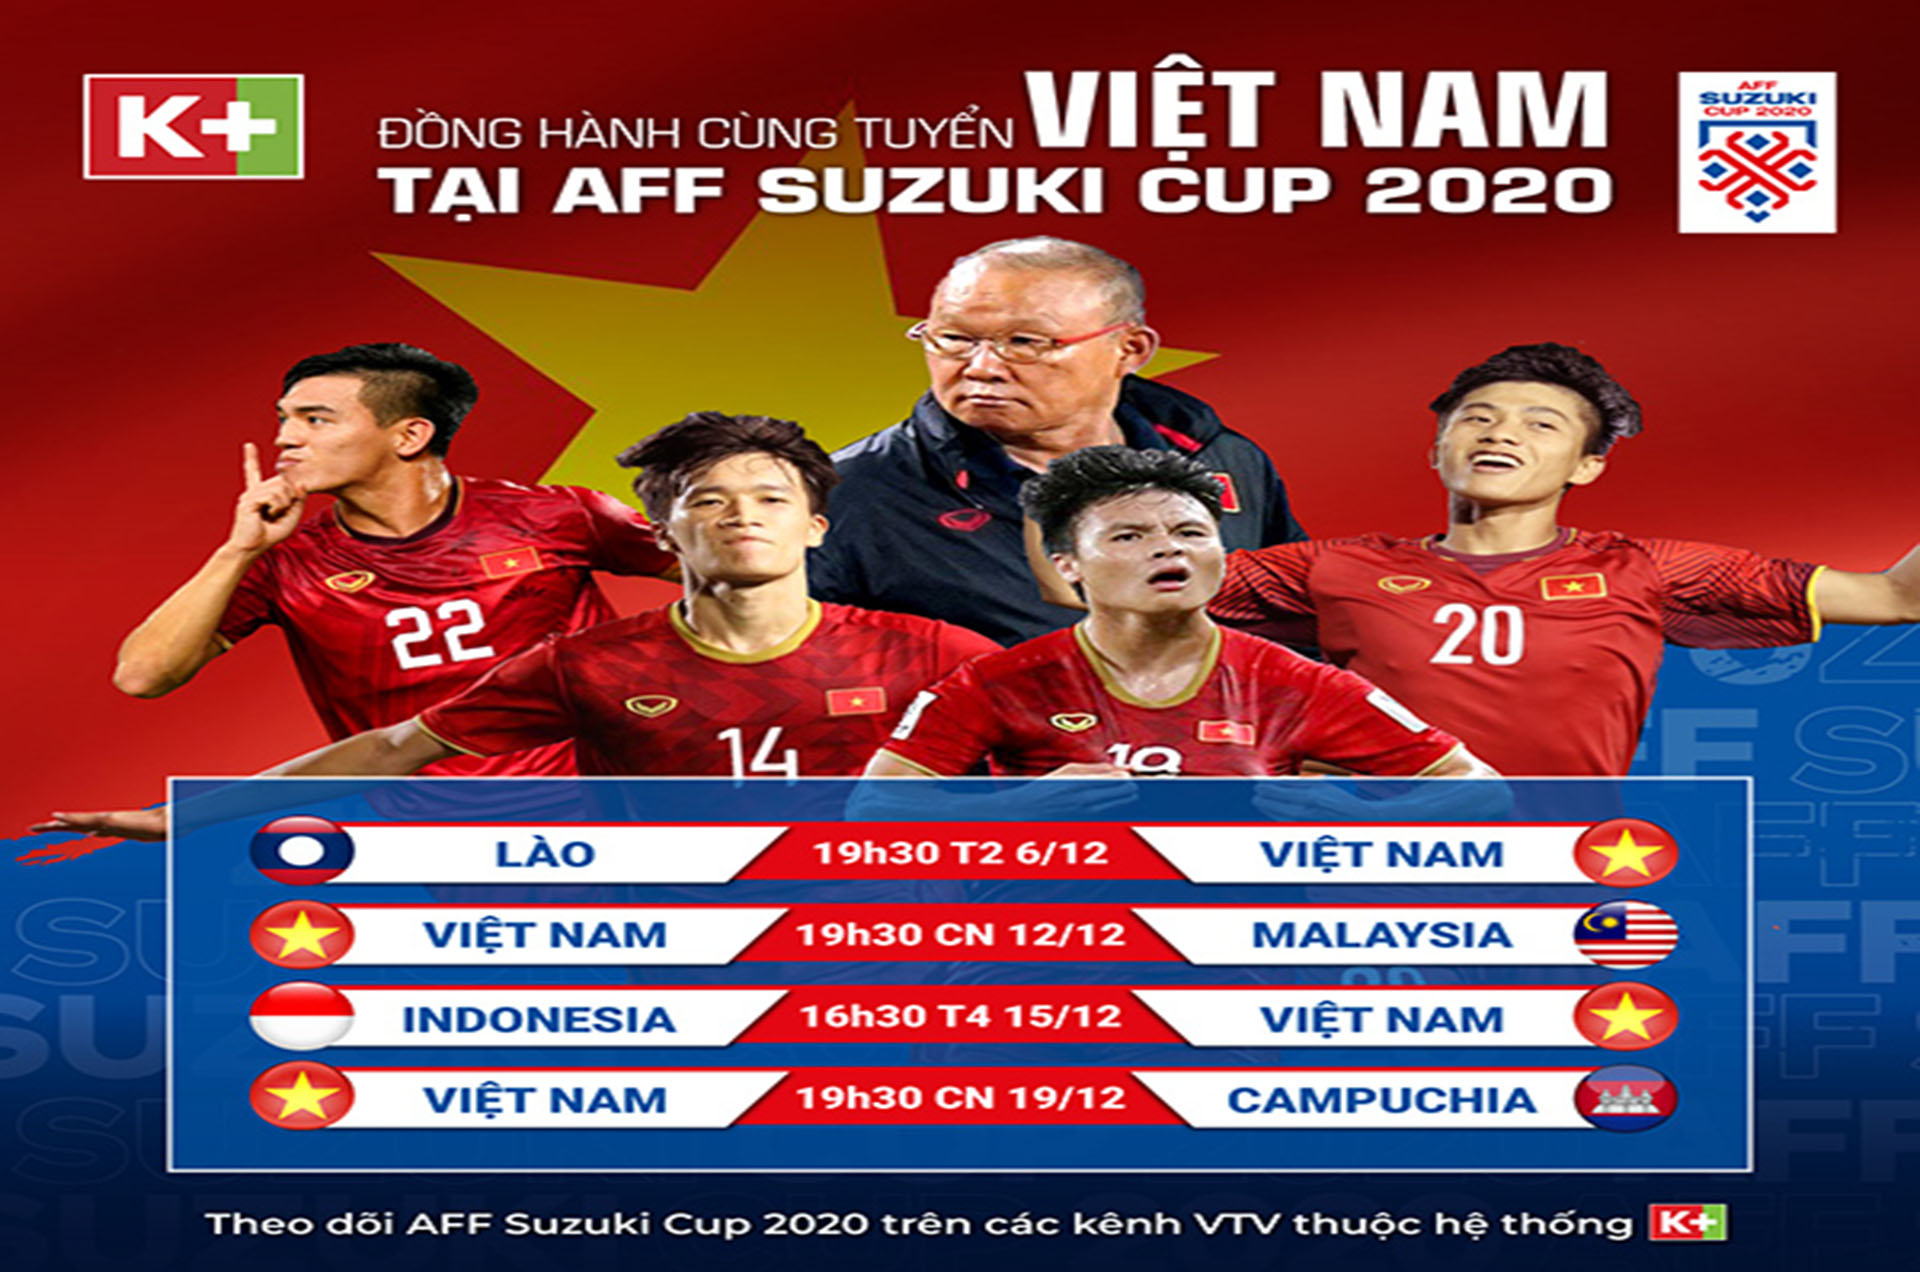 K+
ĐỒNG HÀNH CÙNG TUYỂN VIỆT NAM
TẠI AFF SUZUKI CUP 2020
AFF
SUZUKI
CUP 2020
22
14
19
20
LÀO 19h30 T2 6/12 VIỆT NAM
VIỆT NAM 19h30 CN 12/12 MALAYSIA
INDONESIA 16h30 T4 15/12 VIỆT NAM
VIỆT NAM 19h30 CN 19/12 CAMPUCHIA
Theo dõi AFF Suzuki Cup 2020 trên các kênh VTV thuộc hệ thống K+